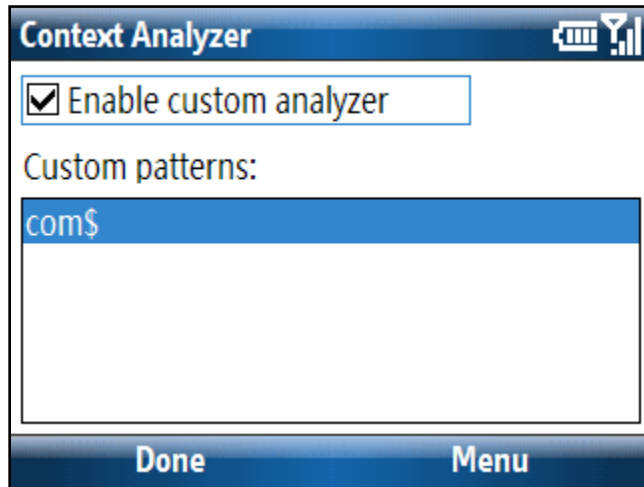 Context Analyzer
Enable custom analyzer
Custom patterns:
com$
Done Menu